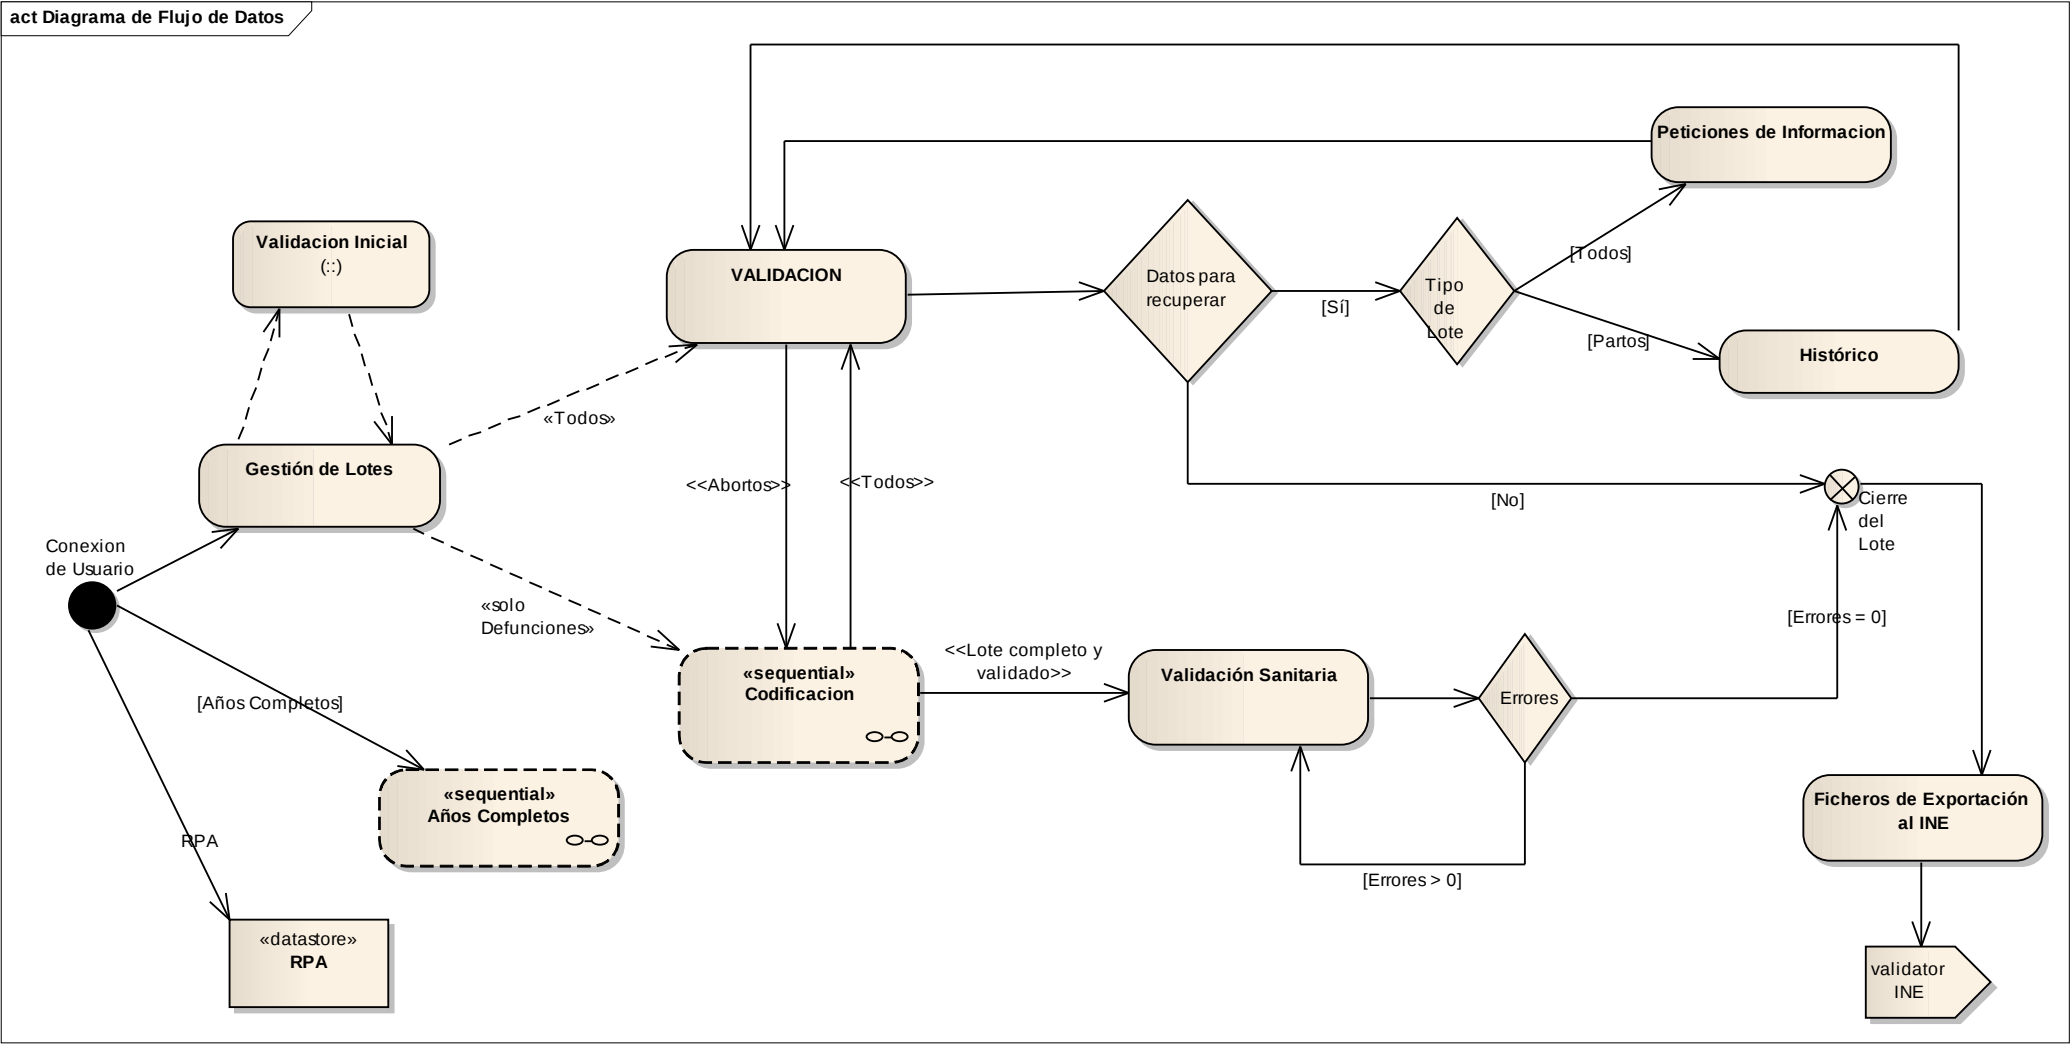 act Diagrama de Flujo de Datos
Peticiones de Informacion
Validacion Inicial
(::)
VALIDACION
Datos para
recuperar
[Sí]
Tipo
de
Lote
[Todos]
[Partos]
Histórico
«Todos»
Gestión de Lotes
<<Abortos>>
<<Todos>>
[No]
Cierre
del
Lote
Conexion
de Usuario
«solo
Defunciones»
[Errores = 0]
<<Lote completo y
validado>>
«sequential»
Codificacion
Validación Sanitaria
Errores
[Años Completos]
«sequential»
Años Completos
Ficheros de Exportación
al INE
RPA
[Errores > 0]
«datastore»
RPA
validator
INE